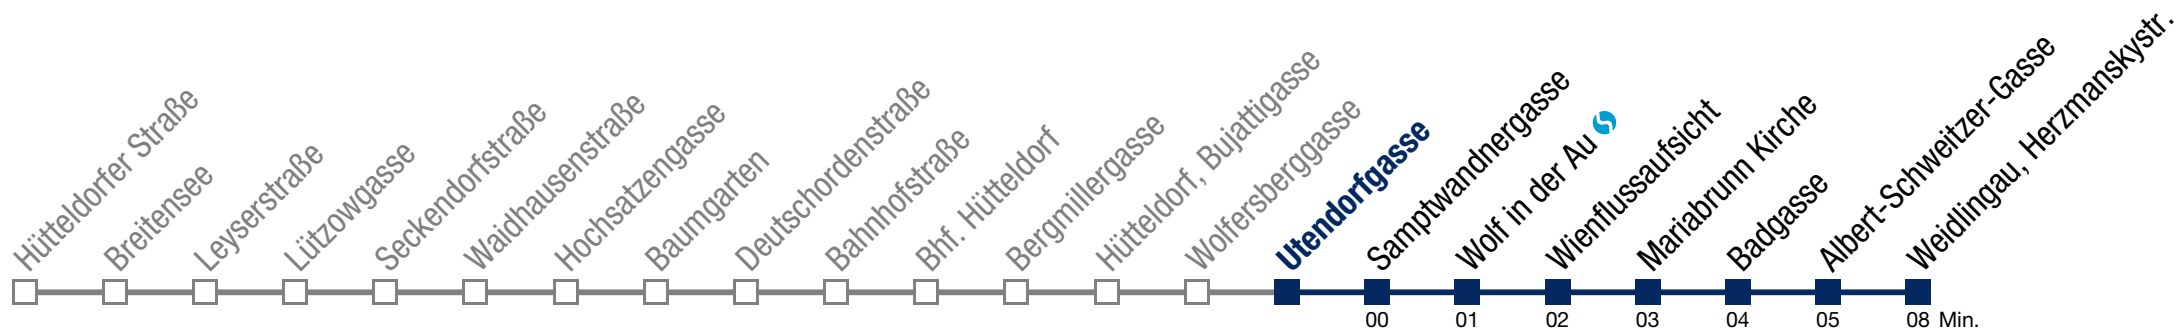 Hütteldorfer Straße
Breitensee
Leyserstraße
Lützowgasse
Seckendorfstraße
Waidhausenstraße
Hochsatzengasse
Baumgarten
Deutschordenstraße
Bahnhofstraße
Bhf. Hütteldorf
Bergmillergasse
Hütteldorf, Bujattigasse
Wolfersberggasse
Utendorfgasse
Samptwandnergasse
Wolf in der Au
Wienflussaufsicht
Mariabrunn Kirche
Badgasse
Albert-Schweitzer-Gasse
Weidlingau, Herzmanskystr.
00 01 02 03 04 05 08 Min.